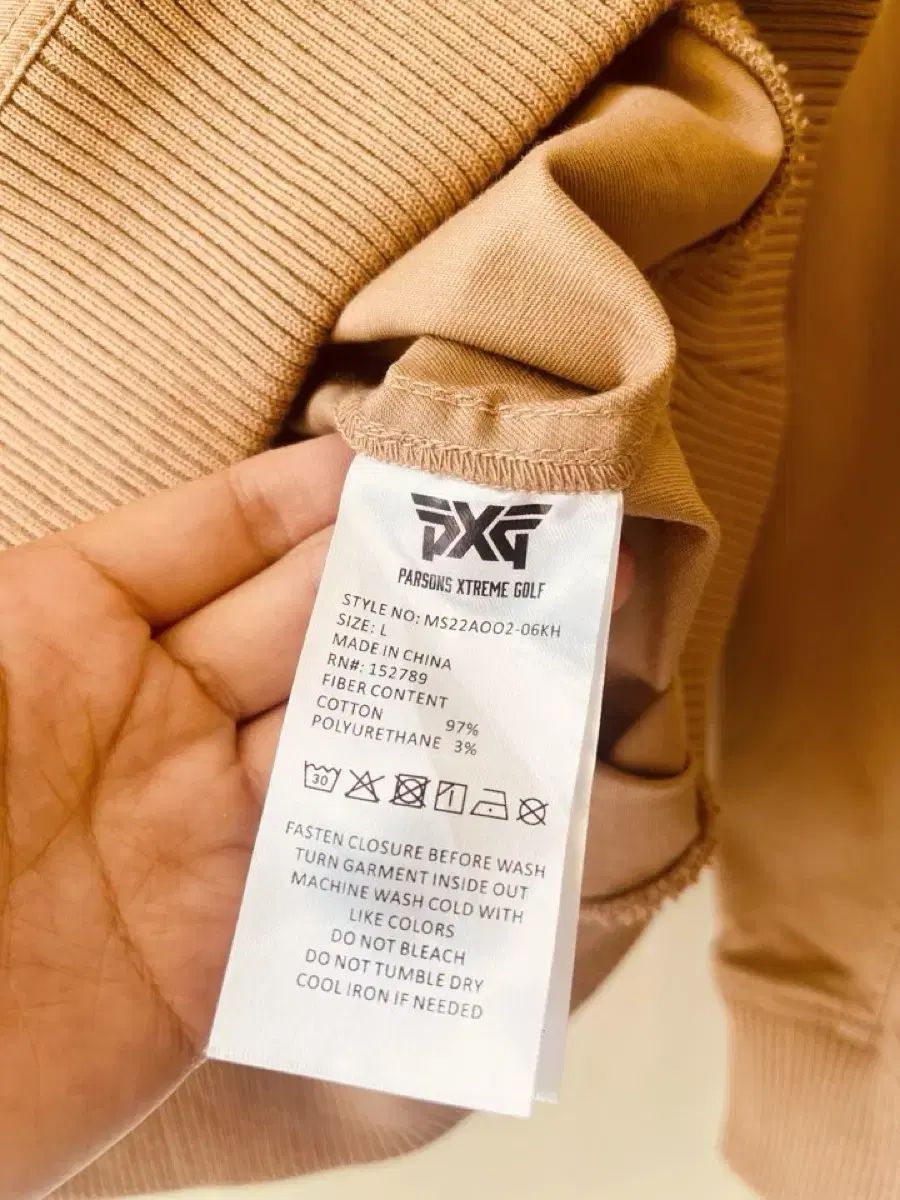 PXG
PARSONS XTREME GOLF
STYLE NO: MS22AOO2-06KH
SIZE: L
MADE IN CHINA
RN#: 152789
FIBER CONTENT
COTTON 97%
POLYURETHANE 3%
30
FASTEN CLOSURE BEFORE WASH
TURN GARMENT INSIDE OUT
MACHINE WASH COLD WITH
LIKE COLORS
DO NOT BLEACH
DO NOT TUMBLE DRY
COOL IRON IF NEEDED